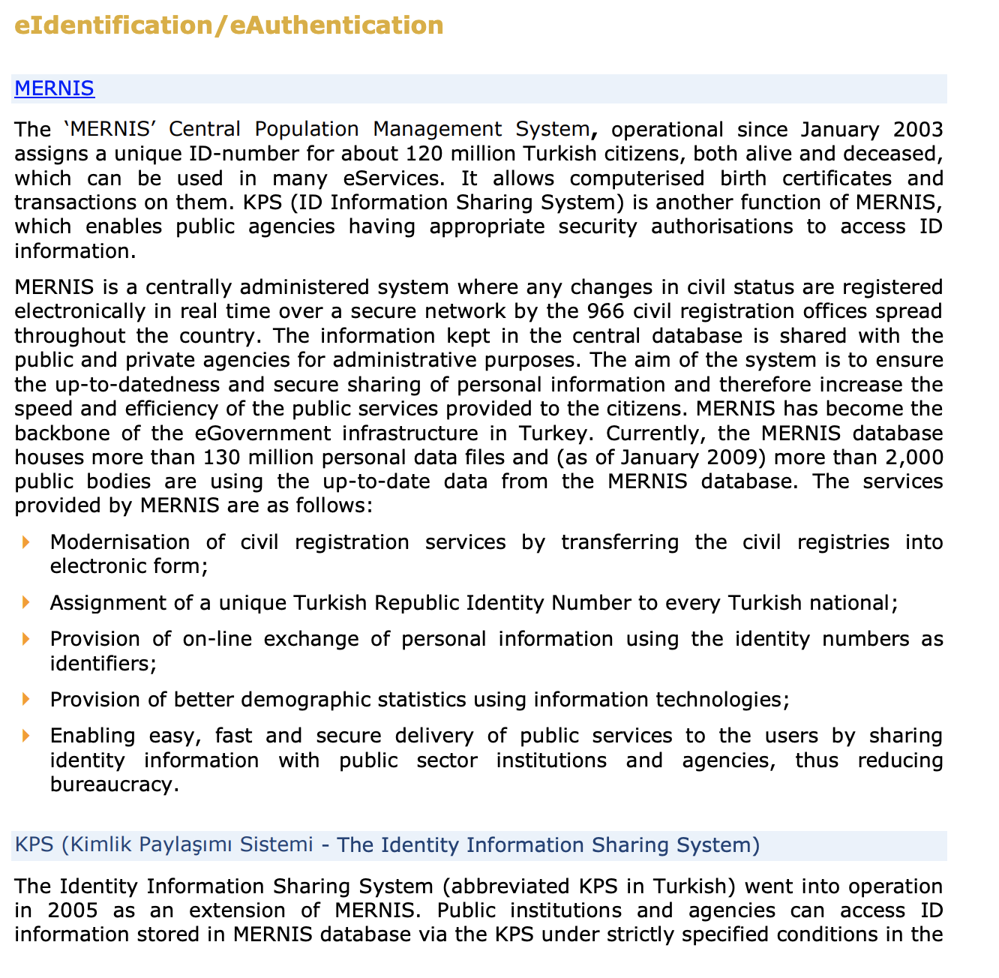 eIdentification/eAuthentication
MERNIS
The ‘MERNIS’ Central Population Management System, operational since January 2003
assigns a unique ID-number for about 120 million Turkish citizens, both alive and deceased,
which can be used in many eServices. It allows computerised birth certificates and
transactions on them. KPS (ID Information Sharing System) is another function of MERNIS,
which enables public agencies having appropriate security authorisations to access ID
information.
MERNIS is a centrally administered system where any changes in civil status are registered
electronically in real time over a secure network by the 966 civil registration offices spread
throughout the country. The information kept in the central database is shared with the
public and private agencies for administrative purposes. The aim of the system is to ensure
the up-to-datedness and secure sharing of personal information and therefore increase the
speed and efficiency of the public services provided to the citizens. MERNIS has become the
backbone of the eGovernment infrastructure in Turkey. Currently, the MERNIS database
houses more than 130 million personal data files and (as of January 2009) more than 2,000
public bodies are using the up-to-date data from the MERNIS database. The services
provided by MERNIS are as follows:
Modernisation of civil registration services by transferring the civil registries into
electronic form;
Assignment of a unique Turkish Republic Identity Number to every Turkish national;
Provision of on-line exchange of personal information using the identity numbers as
identifiers;
Provision of better demographic statistics using information technologies;
Enabling easy, fast and secure delivery of public services to the users by sharing
identity information with public sector institutions and agencies, thus reducing
bureaucracy.
KPS (Kimlik Paylaşımı Sistemi - The Identity Information Sharing System)
The Identity Information Sharing System (abbreviated KPS in Turkish) went into operation
in 2005 as an extension of MERNIS. Public institutions and agencies can access ID
information stored in MERNIS database via the KPS under strictly specified conditions in the